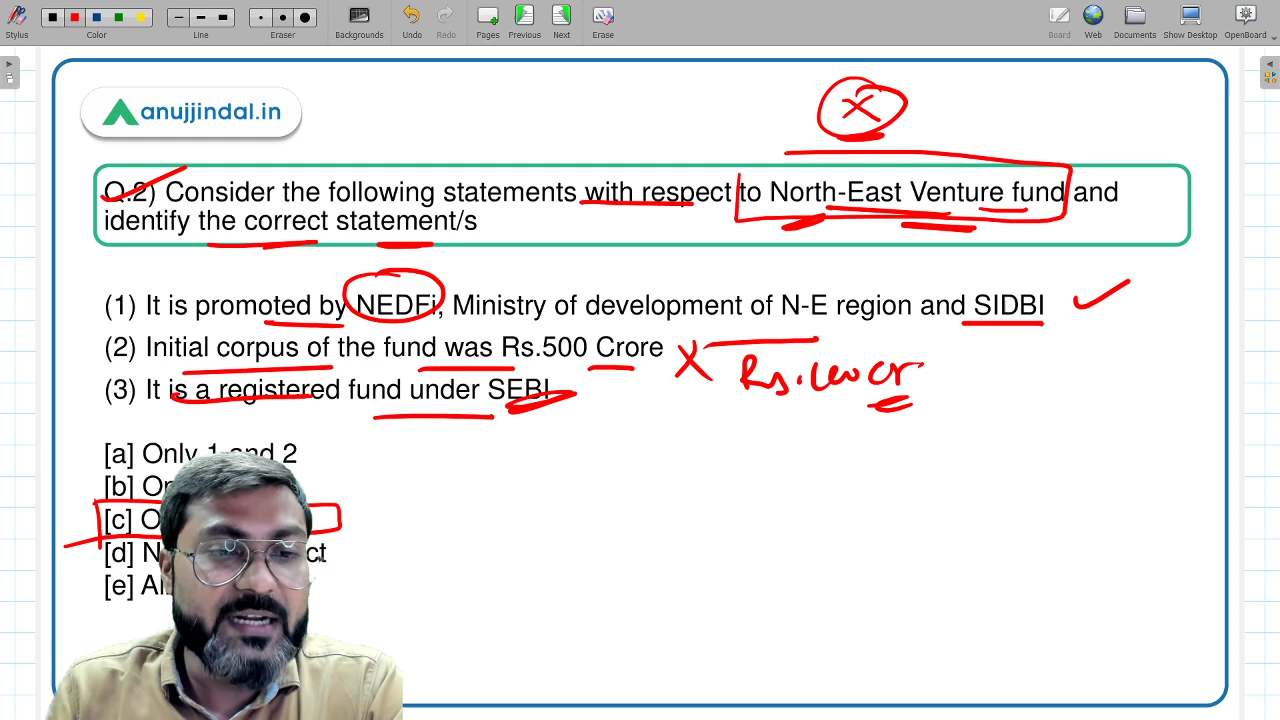 Stylus
Color
Line
Eraser
Backgrounds
Undo
Redo
Pages
Previous
Next
Erase
Board
Web
Documents
Show Desktop
OpenBoard
anujjindal.in
Q.2) Consider the following statements with respect to North-East Venture fund and
identify the correct statement/s
(1) It is promoted by NEDFi, Ministry of development of N-E region and SIDBI
(2) Initial corpus of the fund was Rs.500 Crore
(3) It is a registered fund under SEBI
Rs. 100 cr
[a] Only 1 and 2
[b]
[c]
[d]
[e]